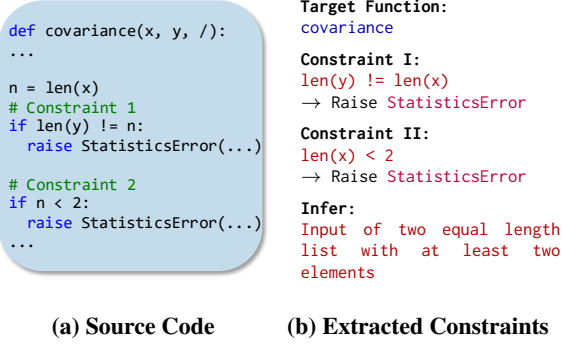 def covariance(x, y, /):
...
n = len(x)
# Constraint 1
if len(y) != n:
raise StatisticsError(...)
# Constraint 2
if n < 2:
raise StatisticsError(...)
...
(a) Source Code
Target Function:
covariance
Constraint I:
len(y) != len(x)
→ Raise StatisticsError
Constraint II:
len(x) < 2
→ Raise StatisticsError
Infer:
Input of two equal length
list with at least two
elements
(b) Extracted Constraints